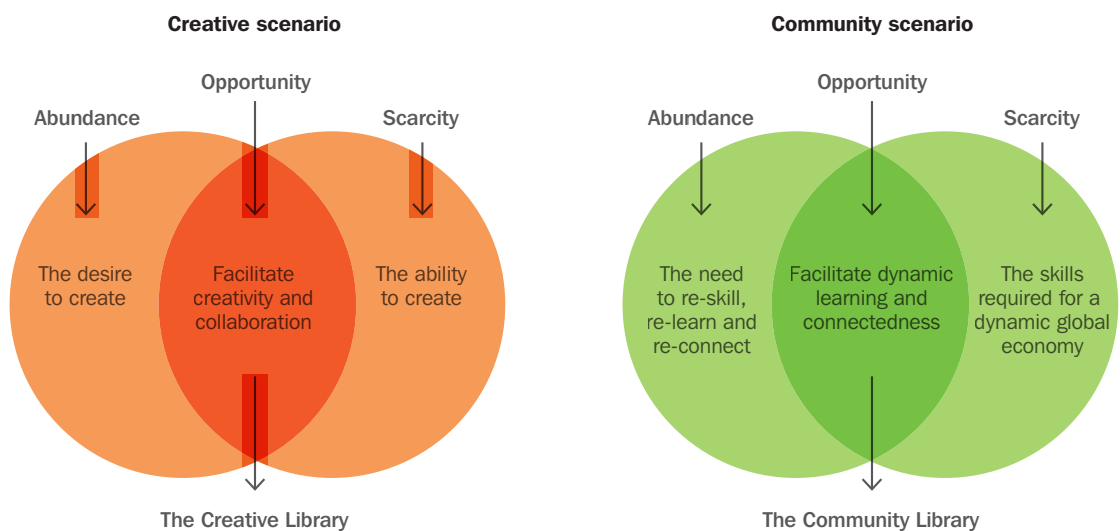 Creative scenario
Opportunity
Abundance
Scarcity
The desire
to create
Facilitate
creativity and
collaboration
The ability
to create
The Creative Library
Community scenario
Opportunity
Abundance
Scarcity
The need
to re-skill,
re-learn and
re-connect
Facilitate dynamic
learning and
connectedness
The skills
required for a
dynamic global
economy
The Community Library